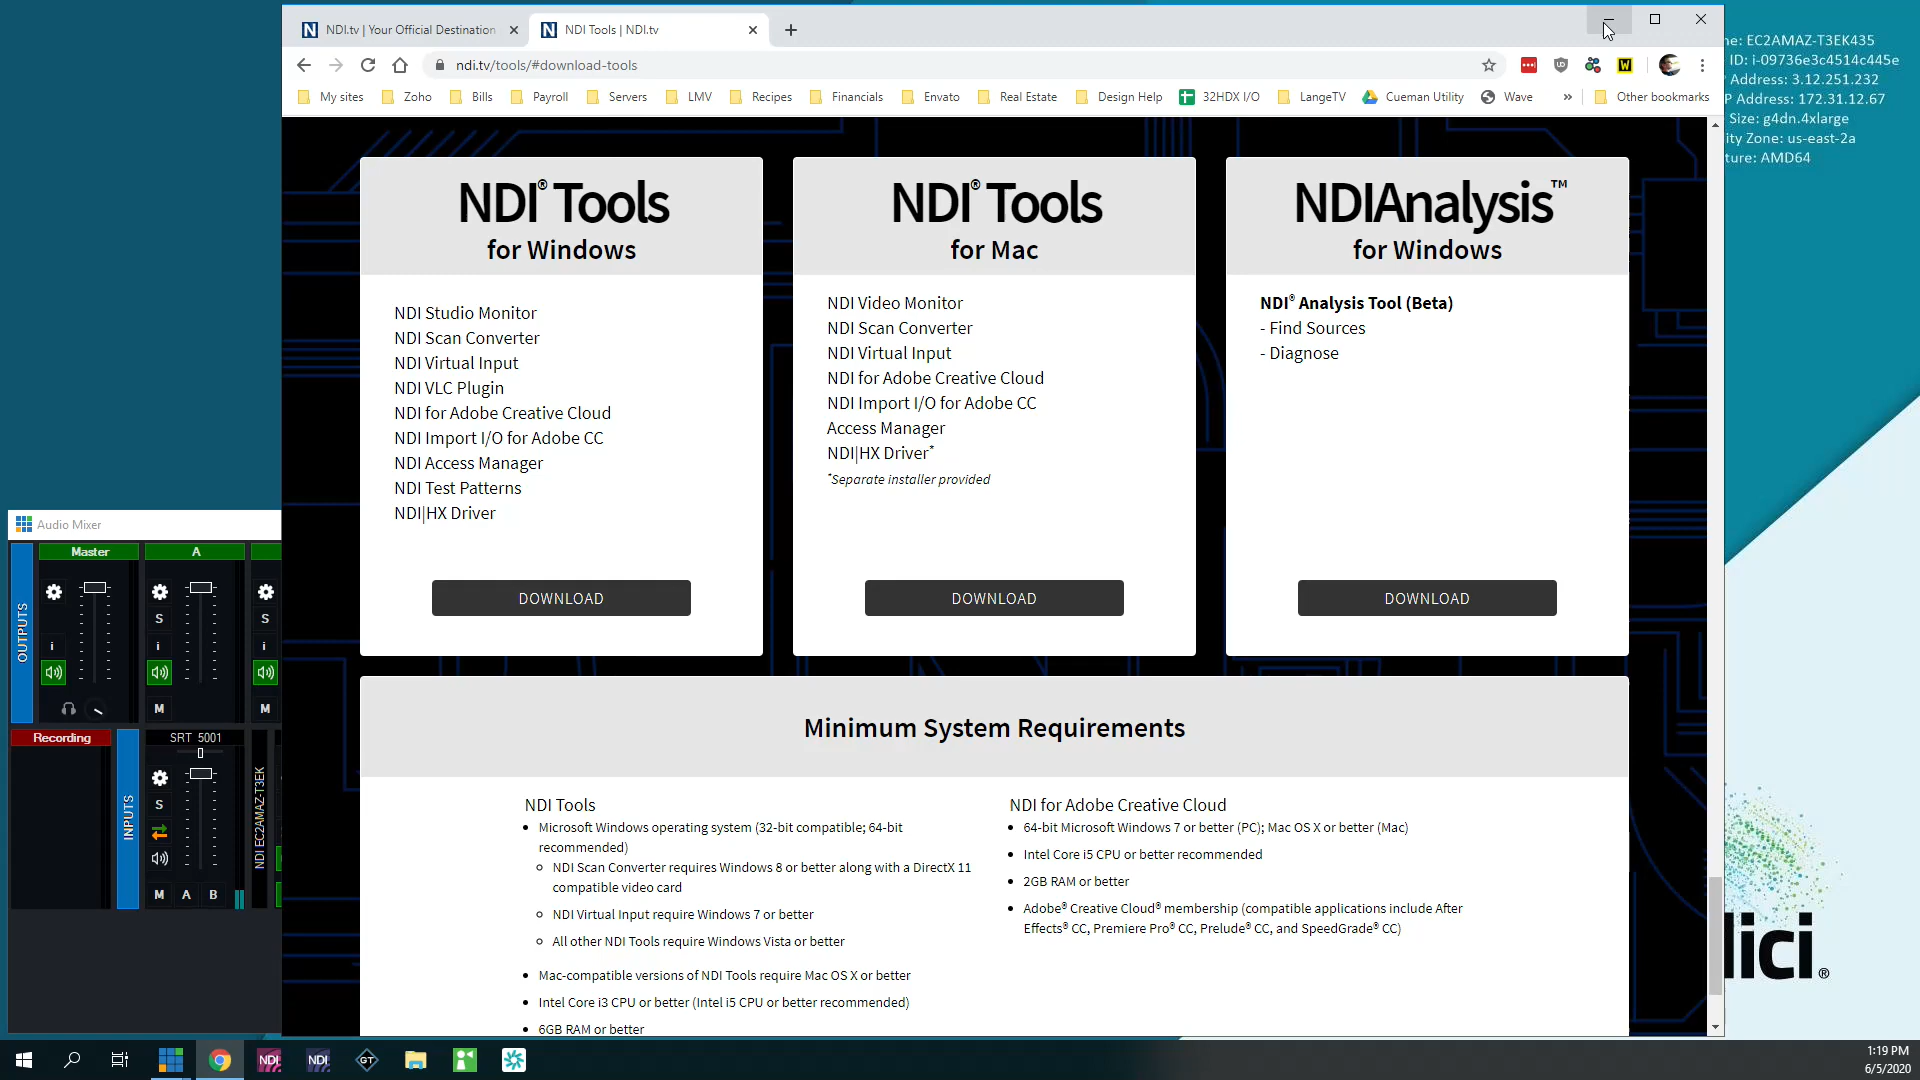 NDI.tv | Your Official Destination
NDI Tools | NDI.tv
ndi.tv/tools/#download-tools
My sites
Zoho
Bills
Payroll
Servers
LMV
Recipes
Financials
Envato
Real Estate
Design Help
32HDX I/O
LangeTV
Cueman Utility
Wave
»
Other bookmarks
ne: EC2AMAZ-T3EK435
ID: i-09736e3c4514c445e
Address: 3.12.251.232
P Address: 172.31.12.67
Size: g4dn.4xlarge
ity Zone: us-east-2a
ture: AMD64
NDI® Tools
for Windows
NDI Studio Monitor
NDI Scan Converter
NDI Virtual Input
NDI VLC Plugin
NDI for Adobe Creative Cloud
NDI Import I/O for Adobe CC
NDI Access Manager
NDI Test Patterns
NDI|HX Driver
DOWNLOAD
NDI® Tools
for Mac
NDI Video Monitor
NDI Scan Converter
NDI Virtual Input
NDI for Adobe Creative Cloud
NDI Import I/O for Adobe CC
Access Manager
NDI|HX Driver*
*Separate installer provided
DOWNLOAD
NDIAnalysis™
for Windows
NDI® Analysis Tool (Beta)
- Find Sources
- Diagnose
DOWNLOAD
Minimum System Requirements
NDI Tools
• Microsoft Windows operating system (32-bit compatible; 64-bit
recommended)
NDI Scan Converter requires Windows 8 or better along with a DirectX 11
compatible video card
NDI Virtual Input require Windows 7 or better
All other NDI Tools require Windows Vista or better
• Mac-compatible versions of NDI Tools require Mac OS X or better
• Intel Core i3 CPU or better (Intel i5 CPU or better recommended)
• 6GB RAM or better
NDI for Adobe Creative Cloud
• 64-bit Microsoft Windows 7 or better (PC); Mac OS X or better (Mac)
• Intel Core i5 CPU or better recommended
• 2GB RAM or better
• Adobe® Creative Cloud® membership (compatible applications include After
Effects® CC, Premiere Pro® CC, Prelude® CC, and SpeedGrade® CC)
Audio Mixer
OUTPUTS
Master
A
S
S
i
i
i
M
M
Recording
INPUTS
SRT 5001
S
M
A
B
NDI EC2AMAZ-T3EK
lici®
NDI
NDI
GT
1:19 PM
6/5/2020